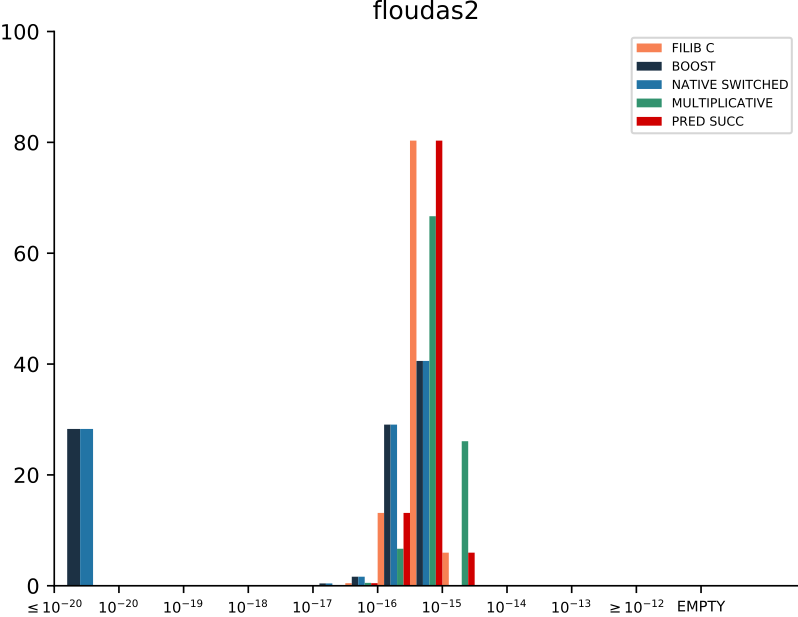 floudas2
100
80
60
40
20
0
FILIB C
BOOST
NATIVE SWITCHED
MULTIPLICATIVE
PRED SUCC
≤ 10⁻²⁰ 10⁻²⁰ 10⁻¹⁹ 10⁻¹⁸ 10⁻¹⁷ 10⁻¹⁶ 10⁻¹⁵ 10⁻¹⁴ 10⁻¹³ ≥ 10⁻¹² EMPTY